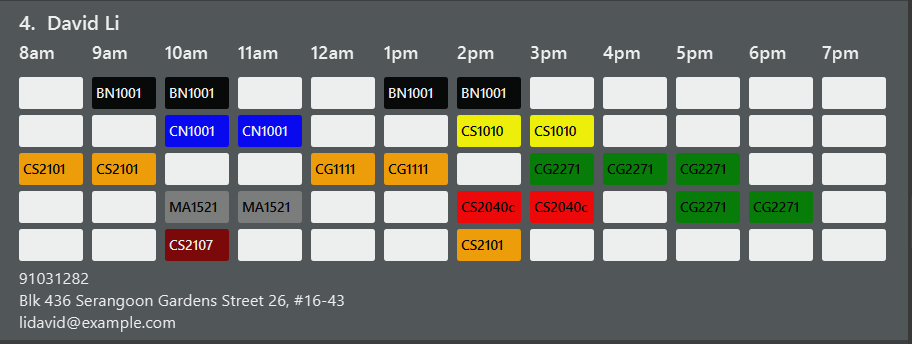 4. David Li
8am 9am 10am 11am 12am 1pm 2pm 3pm 4pm 5pm 6pm 7pm
BN1001 BN1001 BN1001 BN1001
CN1001 CN1001 CS1010 CS1010
CS2101 CS2101 CG1111 CG1111 CG2271 CG2271 CG2271
MA1521 MA1521 CS2040c CS2040c CG2271 CG2271
CS2107 CS2101
91031282
Blk 436 Serangoon Gardens Street 26, #16-43
lidavid@example.com